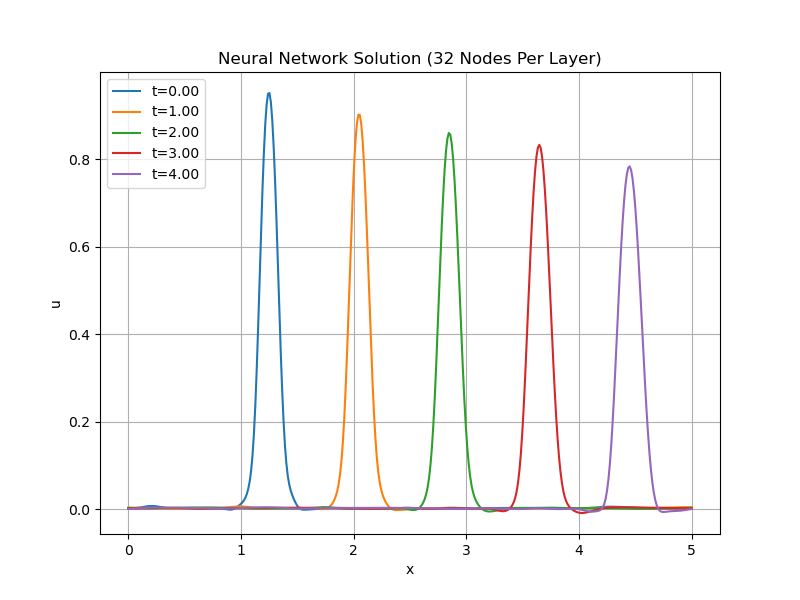 Neural Network Solution (32 Nodes Per Layer)
t=0.00
t=1.00
t=2.00
t=3.00
t=4.00
0.8
0.6
0.4
0.2
0.0
u
0 1 2 3 4 5
x